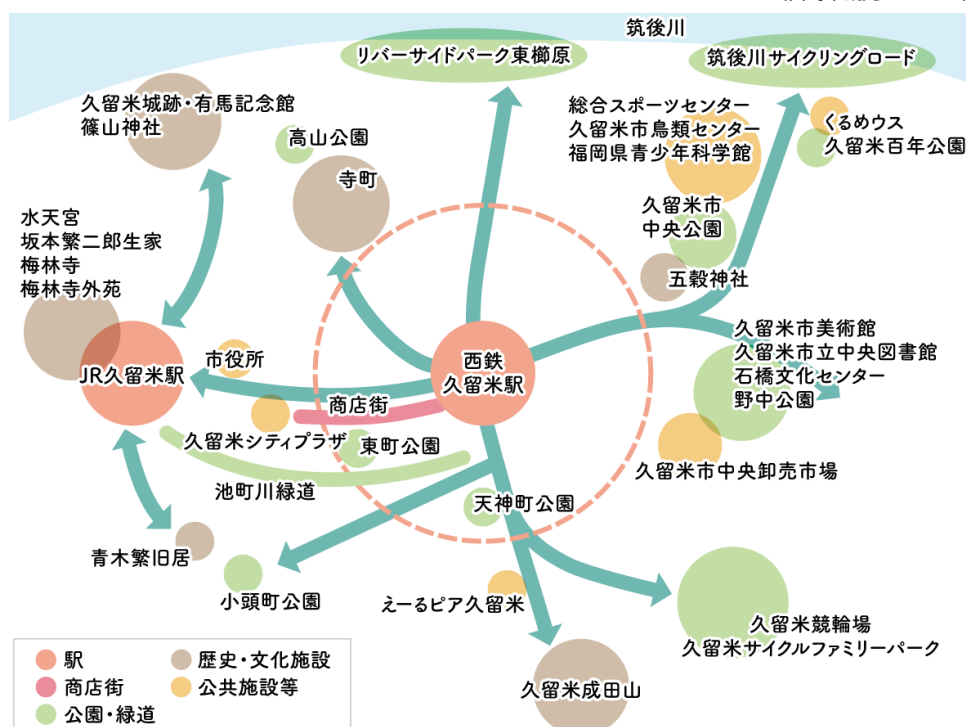 筑後川
リバーサイドパーク東櫛原
筑後川サイクリングロード
久留米城跡・有馬記念館
篠山神社
高山公園
総合スポーツセンター
久留米市鳥類センター
福岡県青少年科学館
くるめウス
久留米百年公園
寺町
久留米市
中央公園
水天宮
坂本繁二郎生家
梅林寺
梅林寺外苑
五穀神社
JR久留米駅
市役所
西鉄
久留米駅
久留米市美術館
久留米市立中央図書館
石橋文化センター
野中公園
商店街
久留米シティプラザ
東町公園
久留米市中央卸売市場
池町川緑道
天神町公園
青木繁旧居
小頭町公園
えーるピア久留米
久留米競輪場
久留米サイクルファミリーパーク
久留米成田山
駅
歴史・文化施設
商店街
公共施設等
公園・緑道